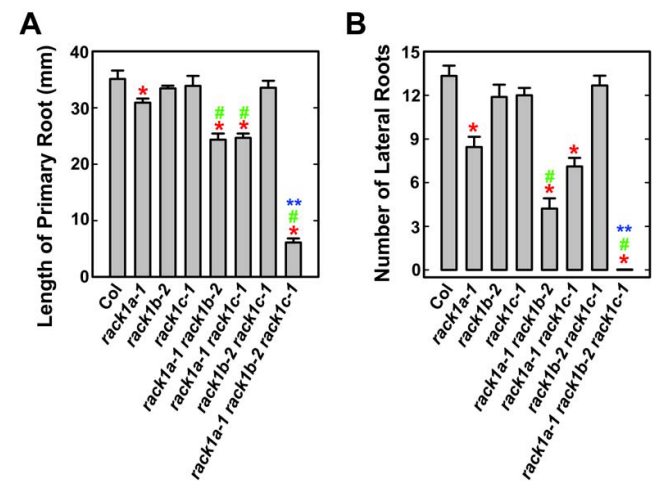 A
Length of Primary Root (mm)
40
30
20
10
0
*
#
*
#
*
**
#
*
Col
rack1a-1
rack1b-2
rack1c-1
rack1a-1 rack1b-2
rack1a-1 rack1c-1
rack1b-2 rack1c-1
rack1a-1 rack1b-2 rack1c-1
B
Number of Lateral Roots
15
12
9
6
3
0
*
#
*
*
**
#
*
Col
rack1a-1
rack1b-2
rack1c-1
rack1a-1 rack1b-2
rack1a-1 rack1c-1
rack1b-2 rack1c-1
rack1a-1 rack1b-2 rack1c-1